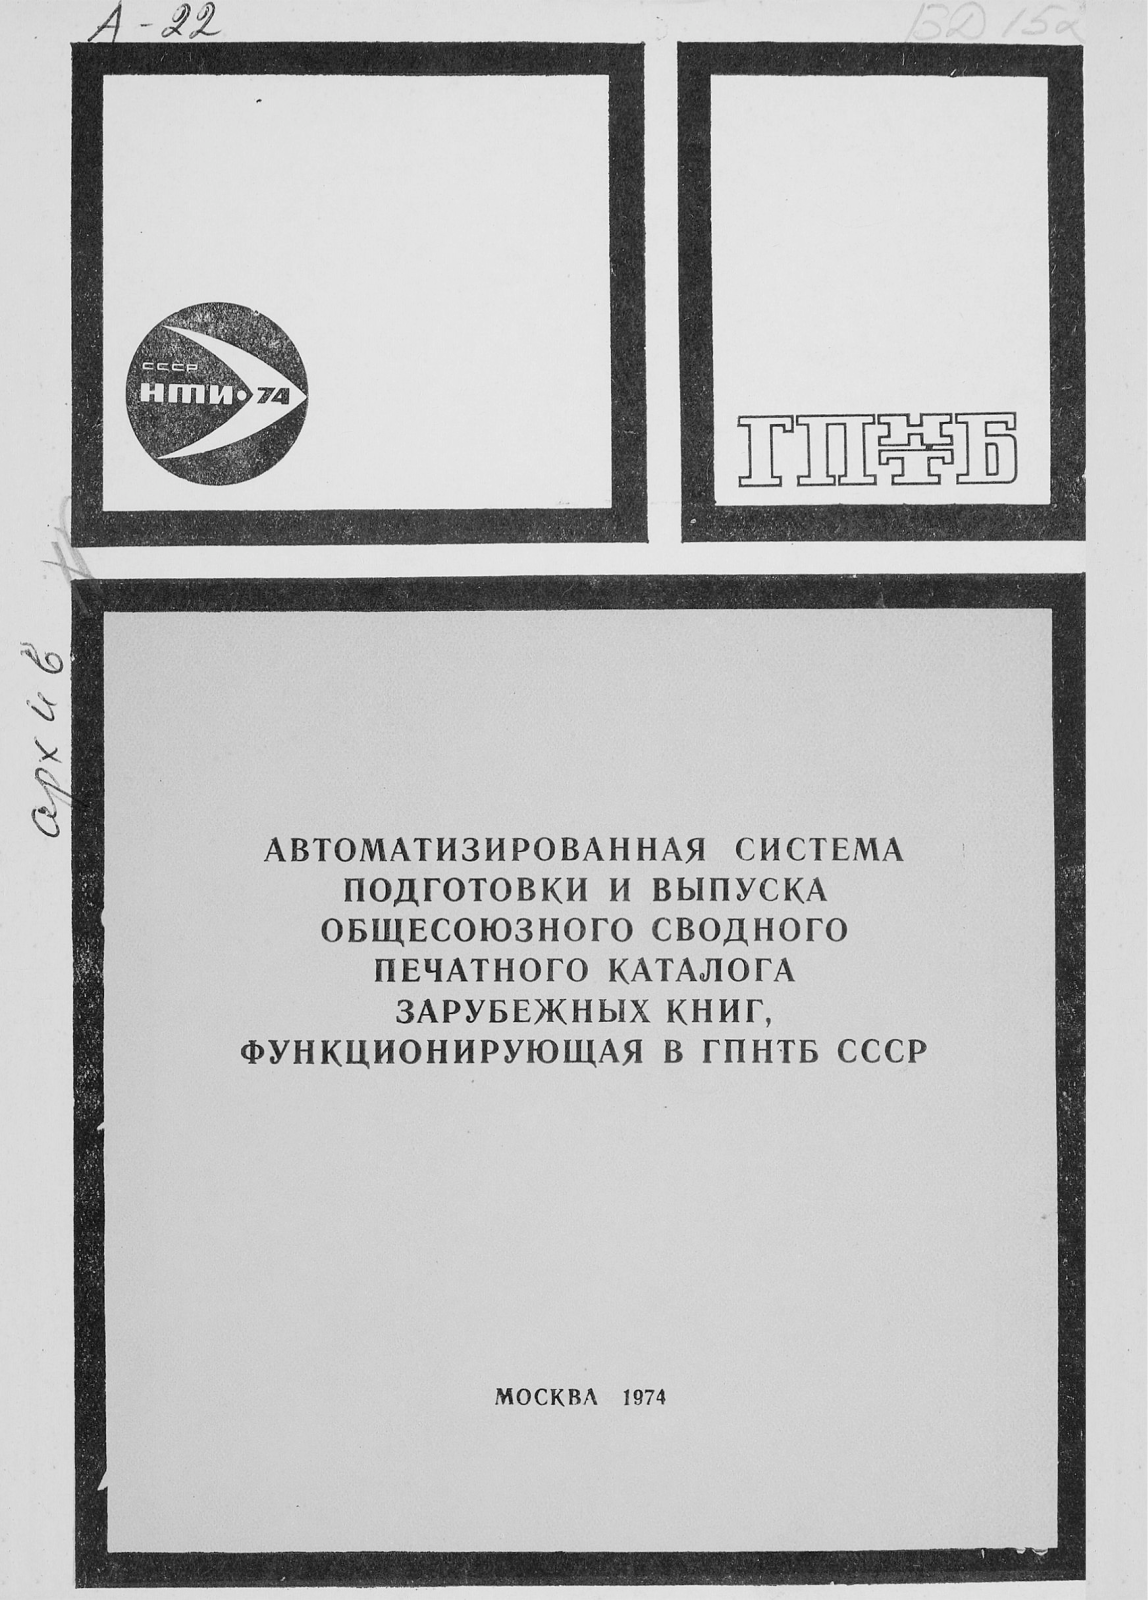 А-22
БД 152
СССР
НТИ·74
ГПНТБ
архив
АВТОМАТИЗИРОВАННАЯ СИСТЕМА
ПОДГОТОВКИ И ВЫПУСКА
ОБЩЕСОЮЗНОГО СВОДНОГО
ПЕЧАТНОГО КАТАЛОГА
ЗАРУБЕЖНЫХ КНИГ,
ФУНКЦИОНИРУЮЩАЯ В ГПНТБ СССР
МОСКВА 1974